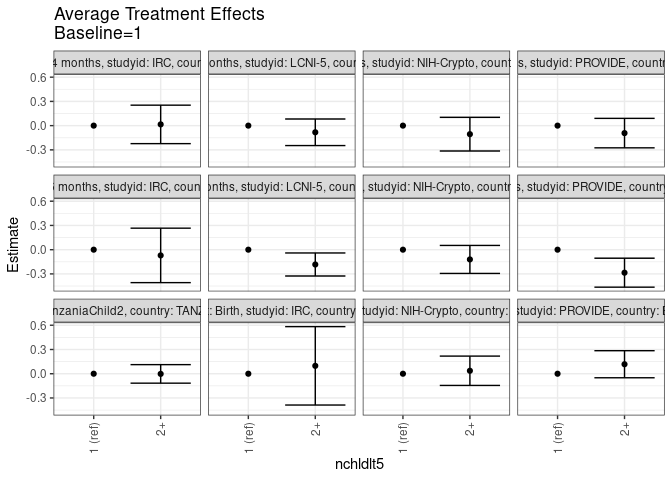 Average Treatment Effects
Baseline=1
months, studyid: IRC, coun
onths, studyid: LCNI-5, coun
studyid: NIH-Crypto, count
studyid: PROVIDE, countr
0.6
0.3
0.0
-0.3
months, studyid: IRC, coun
onths, studyid: LCNI-5, coun
studyid: NIH-Crypto, countr
studyid: PROVIDE, country
0.6
0.3
0.0
-0.3
nzaniaChild2, country: TANZ
: Birth, studyid: IRC, country
tudyid: NIH-Crypto, country:
studyid: PROVIDE, country: B
0.6
0.3
0.0
-0.3
Estimate
1 (ref)
2+
1 (ref)
2+
1 (ref)
2+
1 (ref)
2+
nchldlt5